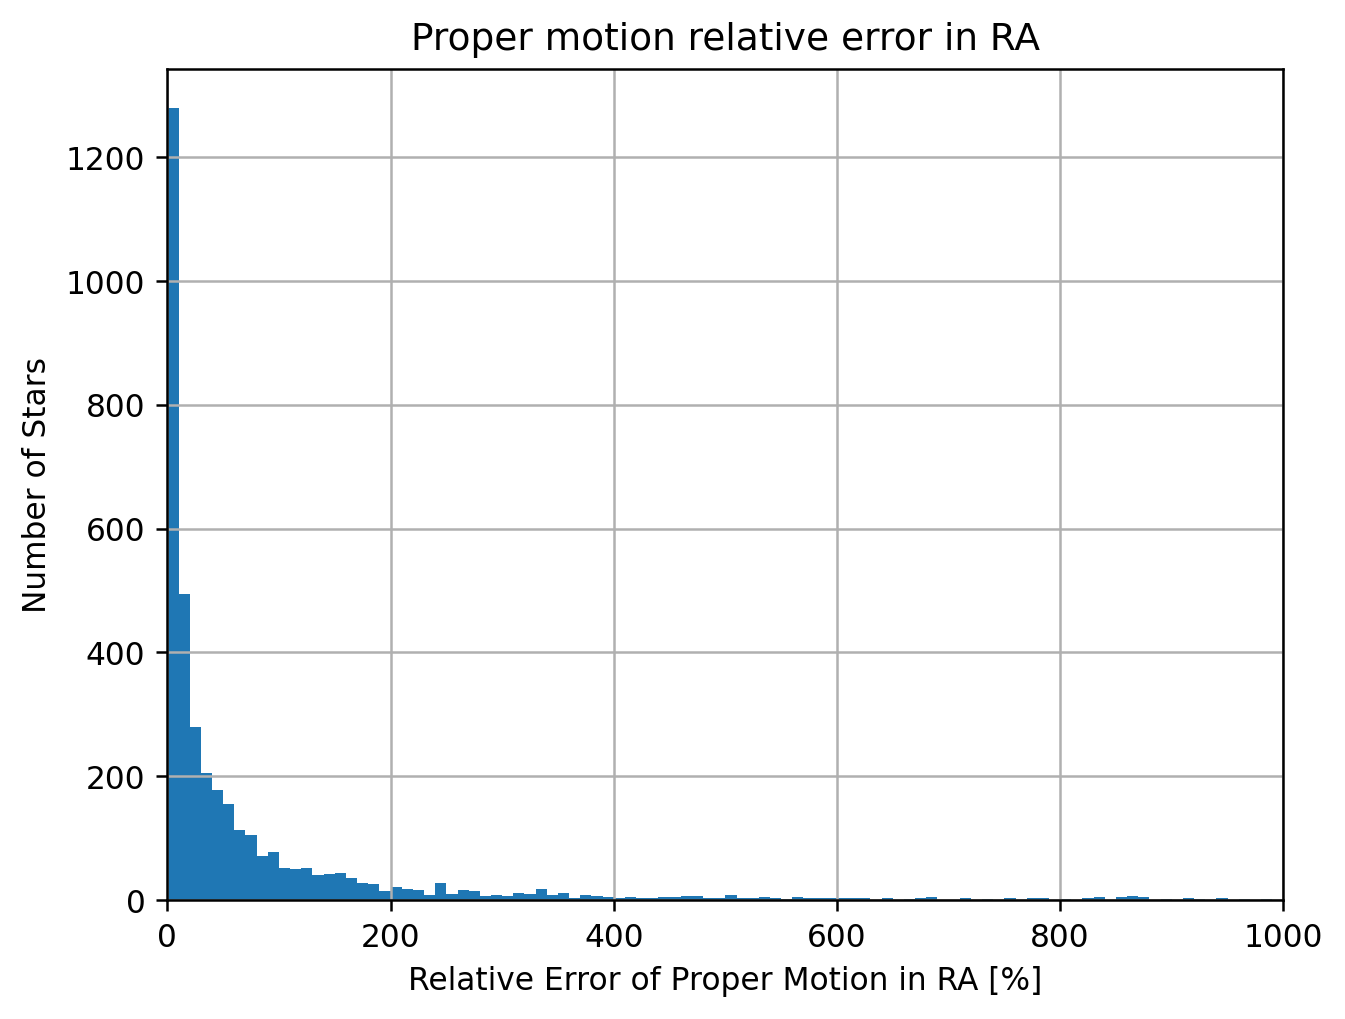 Proper motion relative error in RA
Number of Stars
1200
1000
800
600
400
200
0
0 200 400 600 800 1000
Relative Error of Proper Motion in RA [%]